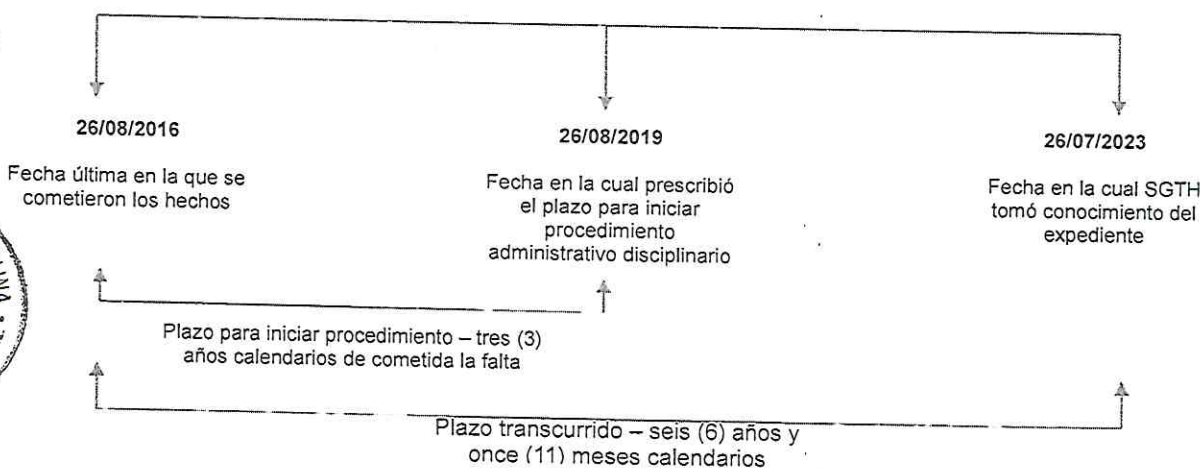 26/08/2016
Fecha última en la que se
cometieron los hechos
26/08/2019
Fecha en la cual prescribió
el plazo para iniciar
procedimiento
administrativo disciplinario
26/07/2023
Fecha en la cual SGTH
tomó conocimiento del
expediente
Plazo para iniciar procedimiento – tres (3)
años calendarios de cometida la falta
Plazo transcurrido – seis (6) años y
once (11) meses calendarios